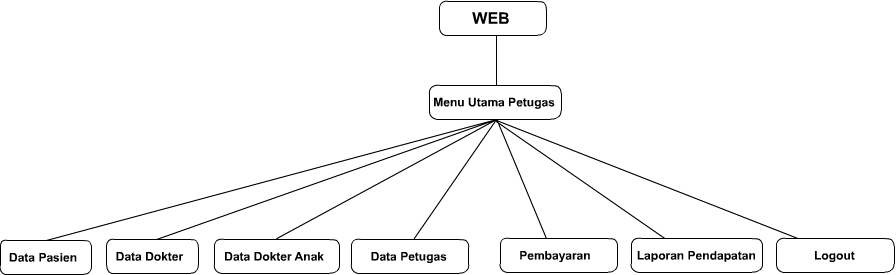 WEB
Menu Utama Petugas
Data Pasien
Data Dokter
Data Dokter Anak
Data Petugas
Pembayaran
Laporan Pendapatan
Logout